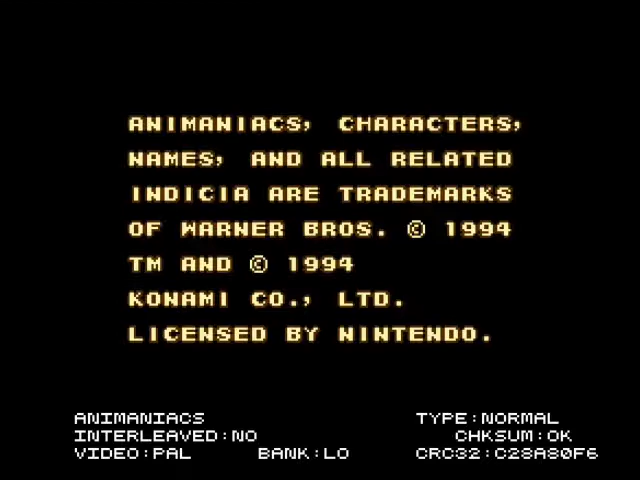 ANIMANIACS, CHARACTERS,
NAMES, AND ALL RELATED
INDICIA ARE TRADEMARKS
OF WARNER BROS. © 1994
TM AND © 1994
KONAMI CO., LTD.
LICENSED BY NINTENDO.
ANIMANIACS TYPE:NORMAL
INTERLEAVED:NO CHKSUM:OK
VIDEO:PAL BANK:LO CRC32:C28A80F6